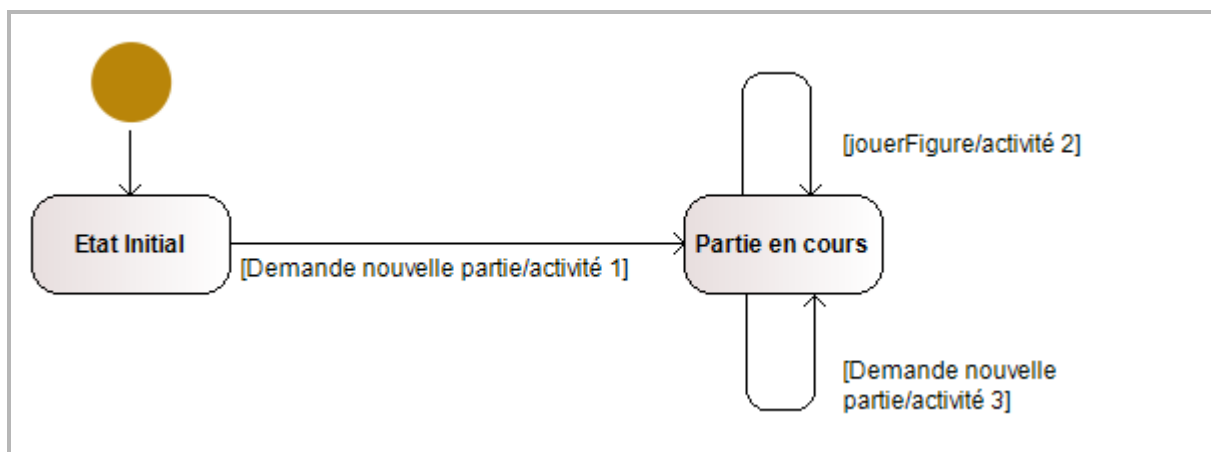 [jouerFigure/activité 2]
Etat Initial
Partie en cours
[Demande nouvelle partie/activité 1]
[Demande nouvelle
partie/activité 3]